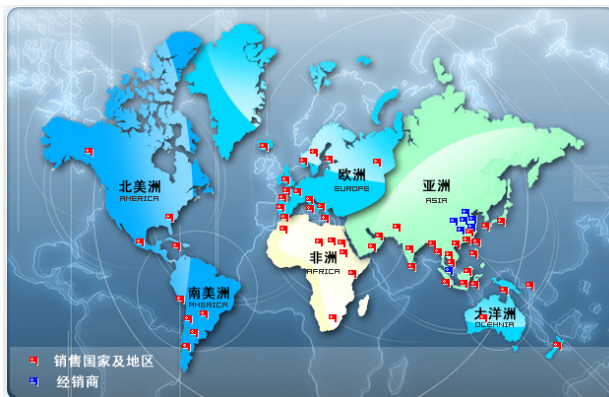 北美洲
AMERICA
欧洲
EUROPE
亚洲
ASIA
非洲
AFRICA
南美洲
AMERICA
大洋洲
OLEHNIA
销售国家及地区
经销商